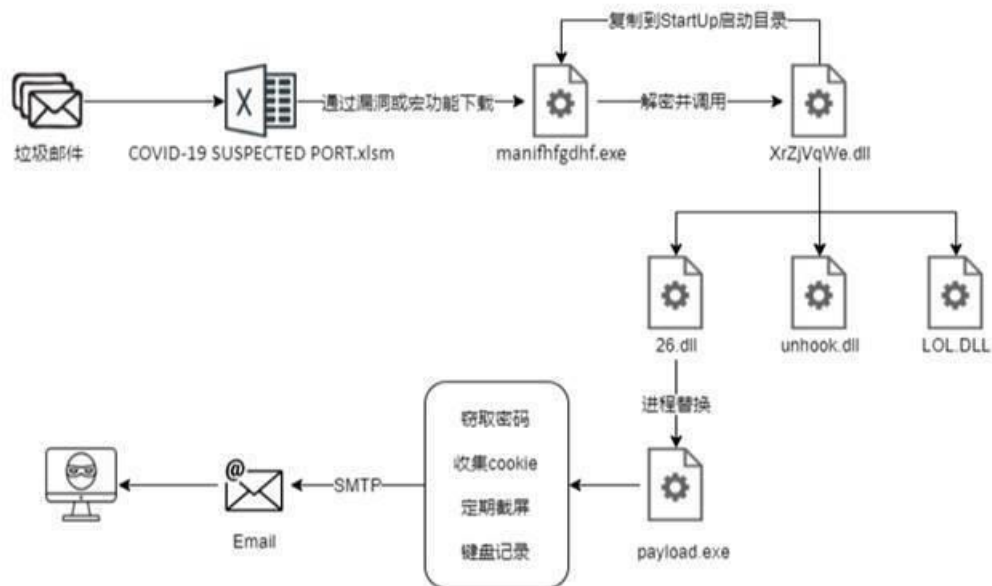 复制到StartUp启动目录
通过漏洞或宏功能下载
解密并调用
垃圾邮件
COVID-19 SUSPECTED PORT.xlsm
manifhfgdhf.exe
XrZjVqWe.dll
26.dll
unhook.dll
LOL.DLL
进程替换
窃取密码
收集cookie
定期截屏
键盘记录
SMTP
@
Email
payload.exe